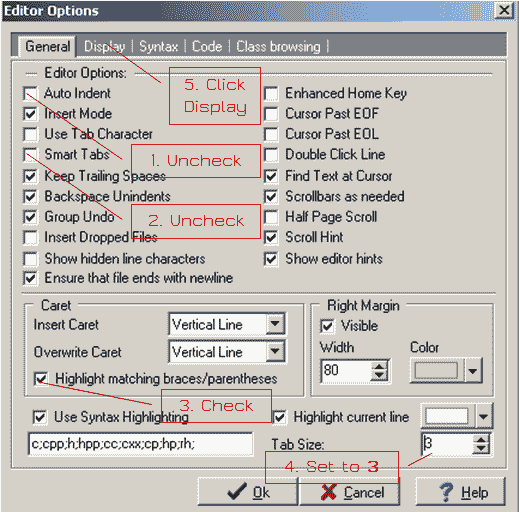 Editor Options
General Display Syntax Code Class browsing
Editor Options:
5. Click
Display
Auto Indent
Enhanced Home Key
Insert Mode
Cursor Past EOF
Use Tab Character
Cursor Past EOL
1. Uncheck
Smart Tabs
Double Click Line
Keep Trailing Spaces
Find Text at Cursor
Backspace Unindents
Scrollbars as needed
2. Uncheck
Group Undo
Half Page Scroll
Insert Dropped Files
Scroll Hint
Show hidden line characters
Show editor hints
Ensure that file ends with newline
Caret
Right Margin
Insert Caret Vertical Line
Visible
Overwrite Caret Vertical Line
Width Color
80
Highlight matching braces/parentheses
3. Check
Use Syntax Highlighting
Highlight current line
c;cpp;h;hpp;cc;cxx;cp;hp;rh;
Tab Size: 3
4. Set to 3
Ok Cancel Help